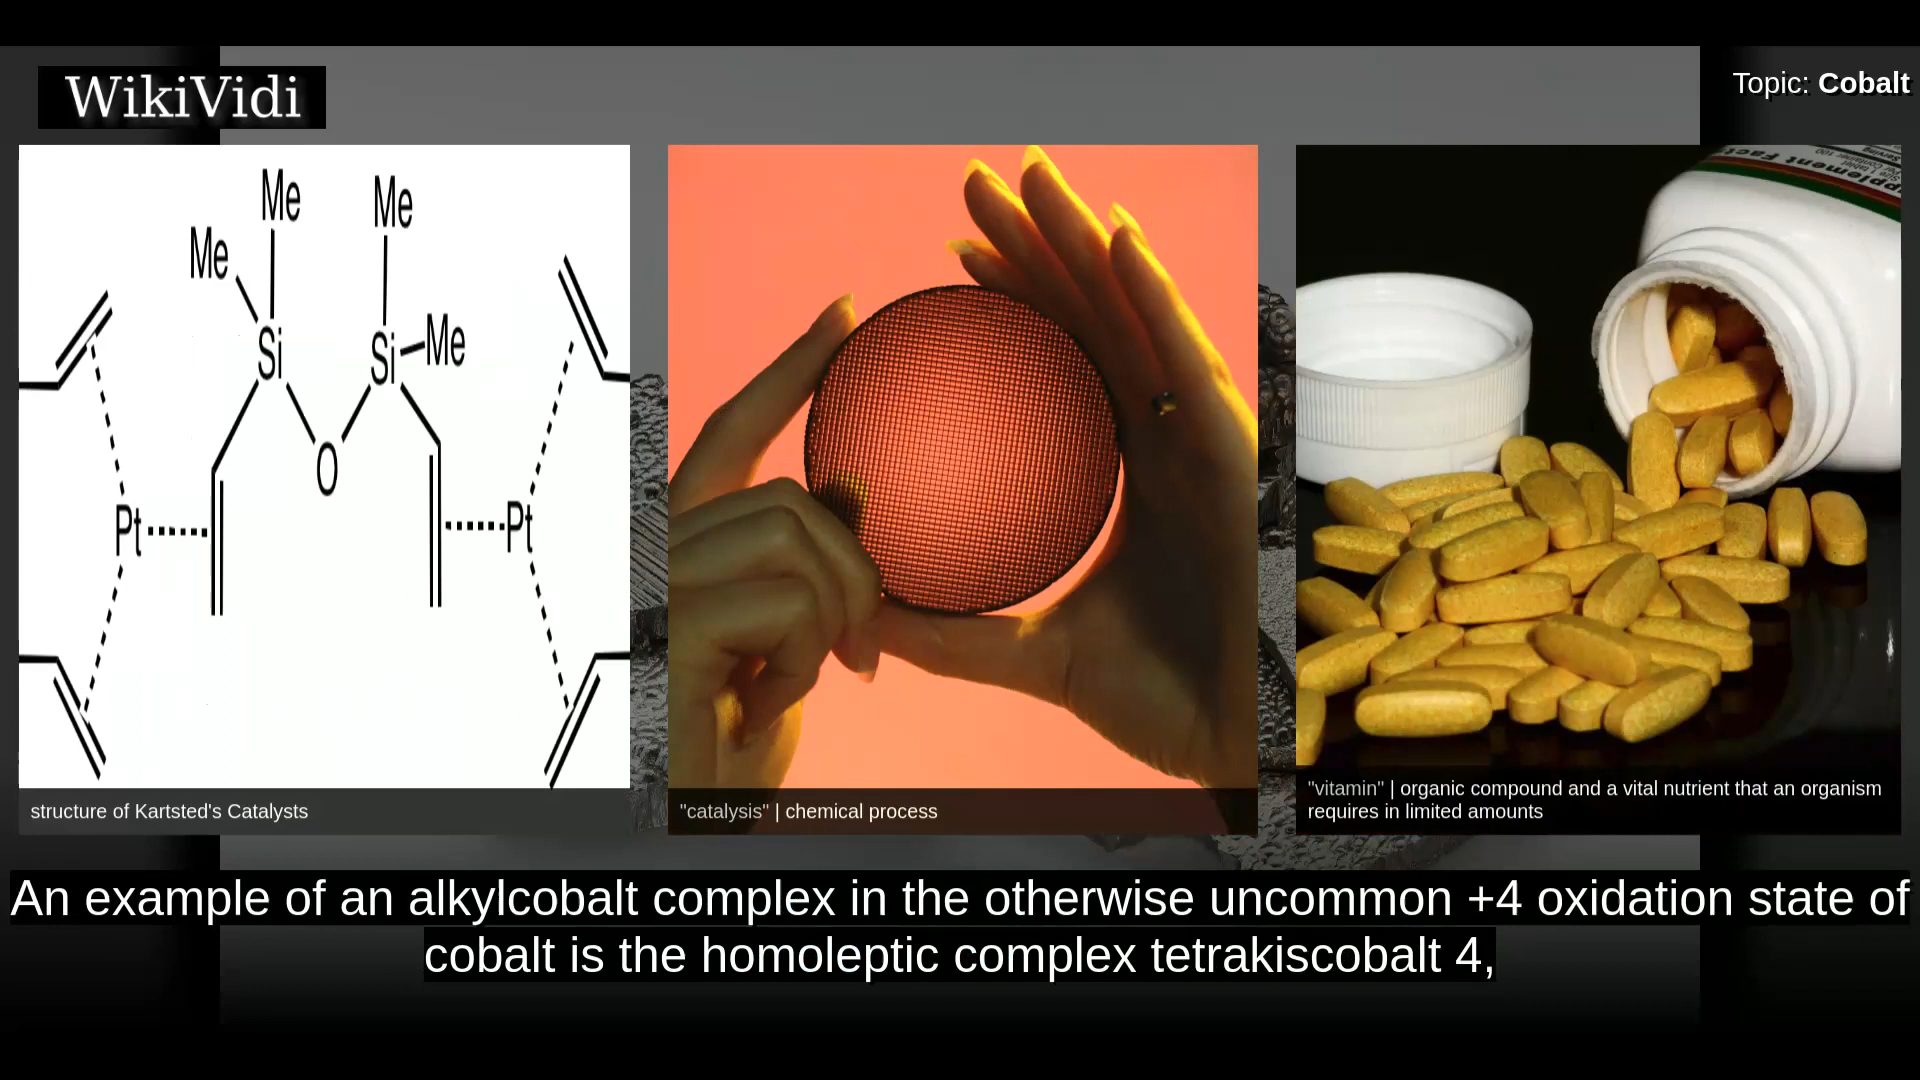 WikiVidi
Topic: Cobalt
Me
Me
Me
Si
Si
Me
O
Pt
Pt
structure of Kartsted's Catalysts
"catalysis" | chemical process
"vitamin" | organic compound and a vital nutrient that an organism
requires in limited amounts
An example of an alkylcobalt complex in the otherwise uncommon +4 oxidation state of
cobalt is the homoleptic complex tetrakiscobalt 4,